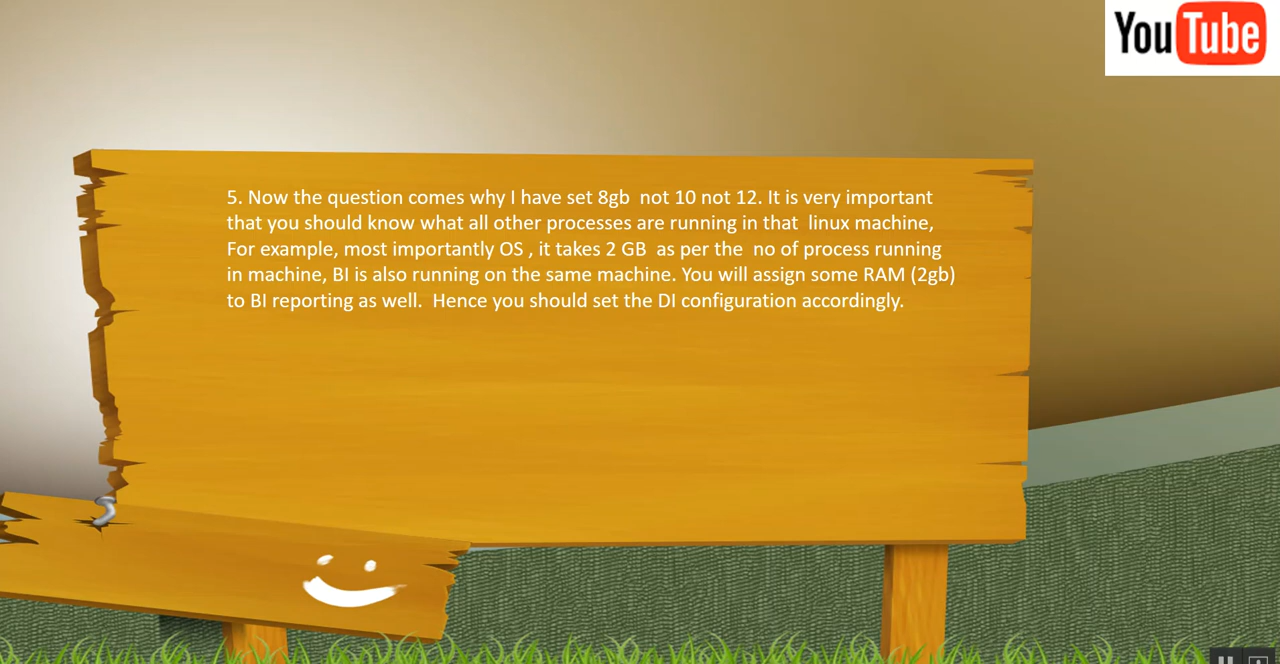 YouTube
5. Now the question comes why I have set 8gb  not 10 not 12. It is very important
that you should know what all other processes are running in that  linux machine,
For example, most importantly OS , it takes 2 GB  as per the  no of process running
in machine, BI is also running on the same machine. You will assign some RAM (2gb)
to BI reporting as well.  Hence you should set the DI configuration accordingly.